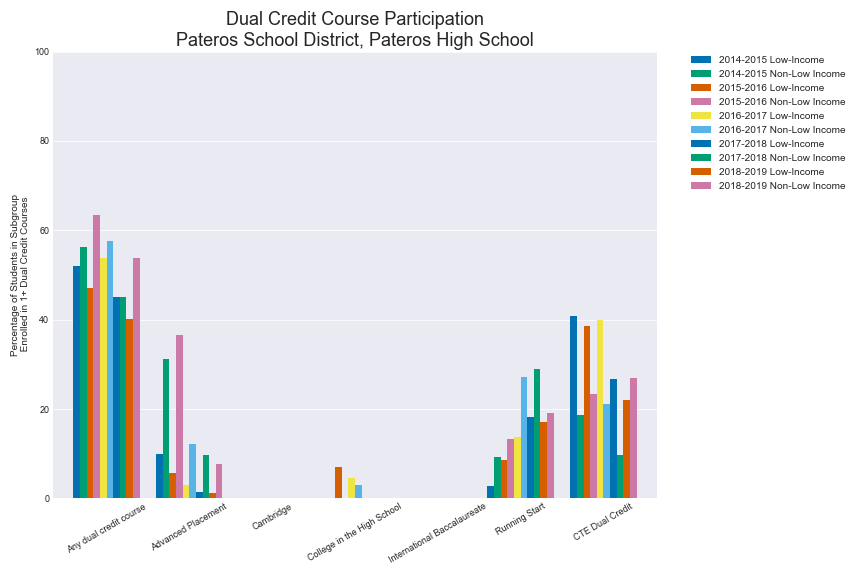 Dual Credit Course Participation
Pateros School District, Pateros High School
100
80
60
40
20
0
Percentage of Students in Subgroup
Enrolled in 1+ Dual Credit Courses
Any dual credit course
Advanced Placement
Cambridge
College in the High School
International Baccalaureate
Running Start
CTE Dual Credit
2014-2015 Low-Income
2014-2015 Non-Low Income
2015-2016 Low-Income
2015-2016 Non-Low Income
2016-2017 Low-Income
2016-2017 Non-Low Income
2017-2018 Low-Income
2017-2018 Non-Low Income
2018-2019 Low-Income
2018-2019 Non-Low Income